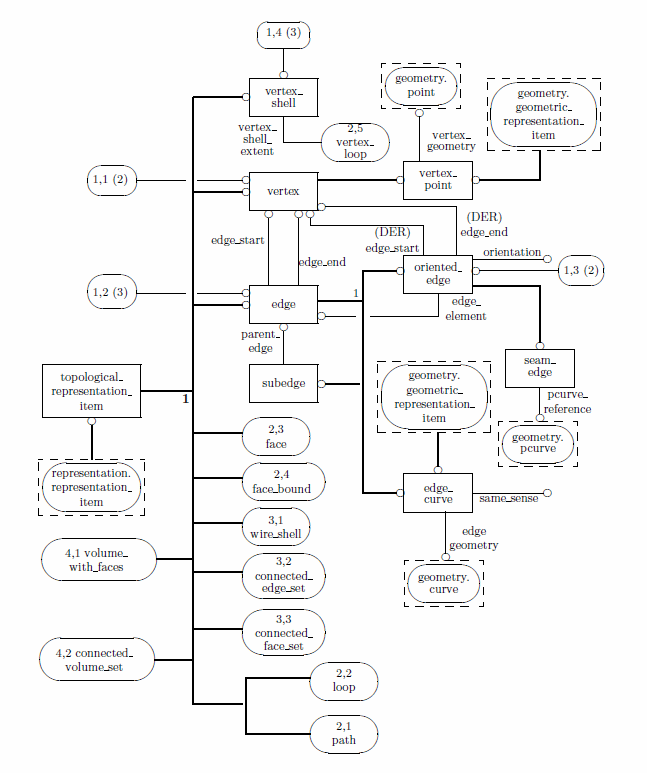 1,4 (3)
vertex_
shell
vertex_
shell_
extent
2,5
vertex_
loop
geometry.
point
vertex_
geometry
geometry.
geometric_
representation_
item
1,1 (2)
vertex
vertex_
point
edge_start
edge_end
(DER)
edge_start
(DER)
edge_end
orientation
oriented_
edge
1,3 (2)
1,2 (3)
edge
1
edge_
element
parent_
edge
subedge
seam_
edge
pcurve_
reference
geometry.
pcurve
topological_
representation_
item
1
representation.
representation_
item
geometry.
geometric_
representation_
item
2,3
face
2,4
face_bound
3,1
wire_shell
edge_
curve
same_sense
edge
geometry
geometry.
curve
4,1 volume_
with_faces
3,2
connected_
edge_set
3,3
connected_
face_set
4,2 connected_
volume_set
2,2
loop
2,1
path